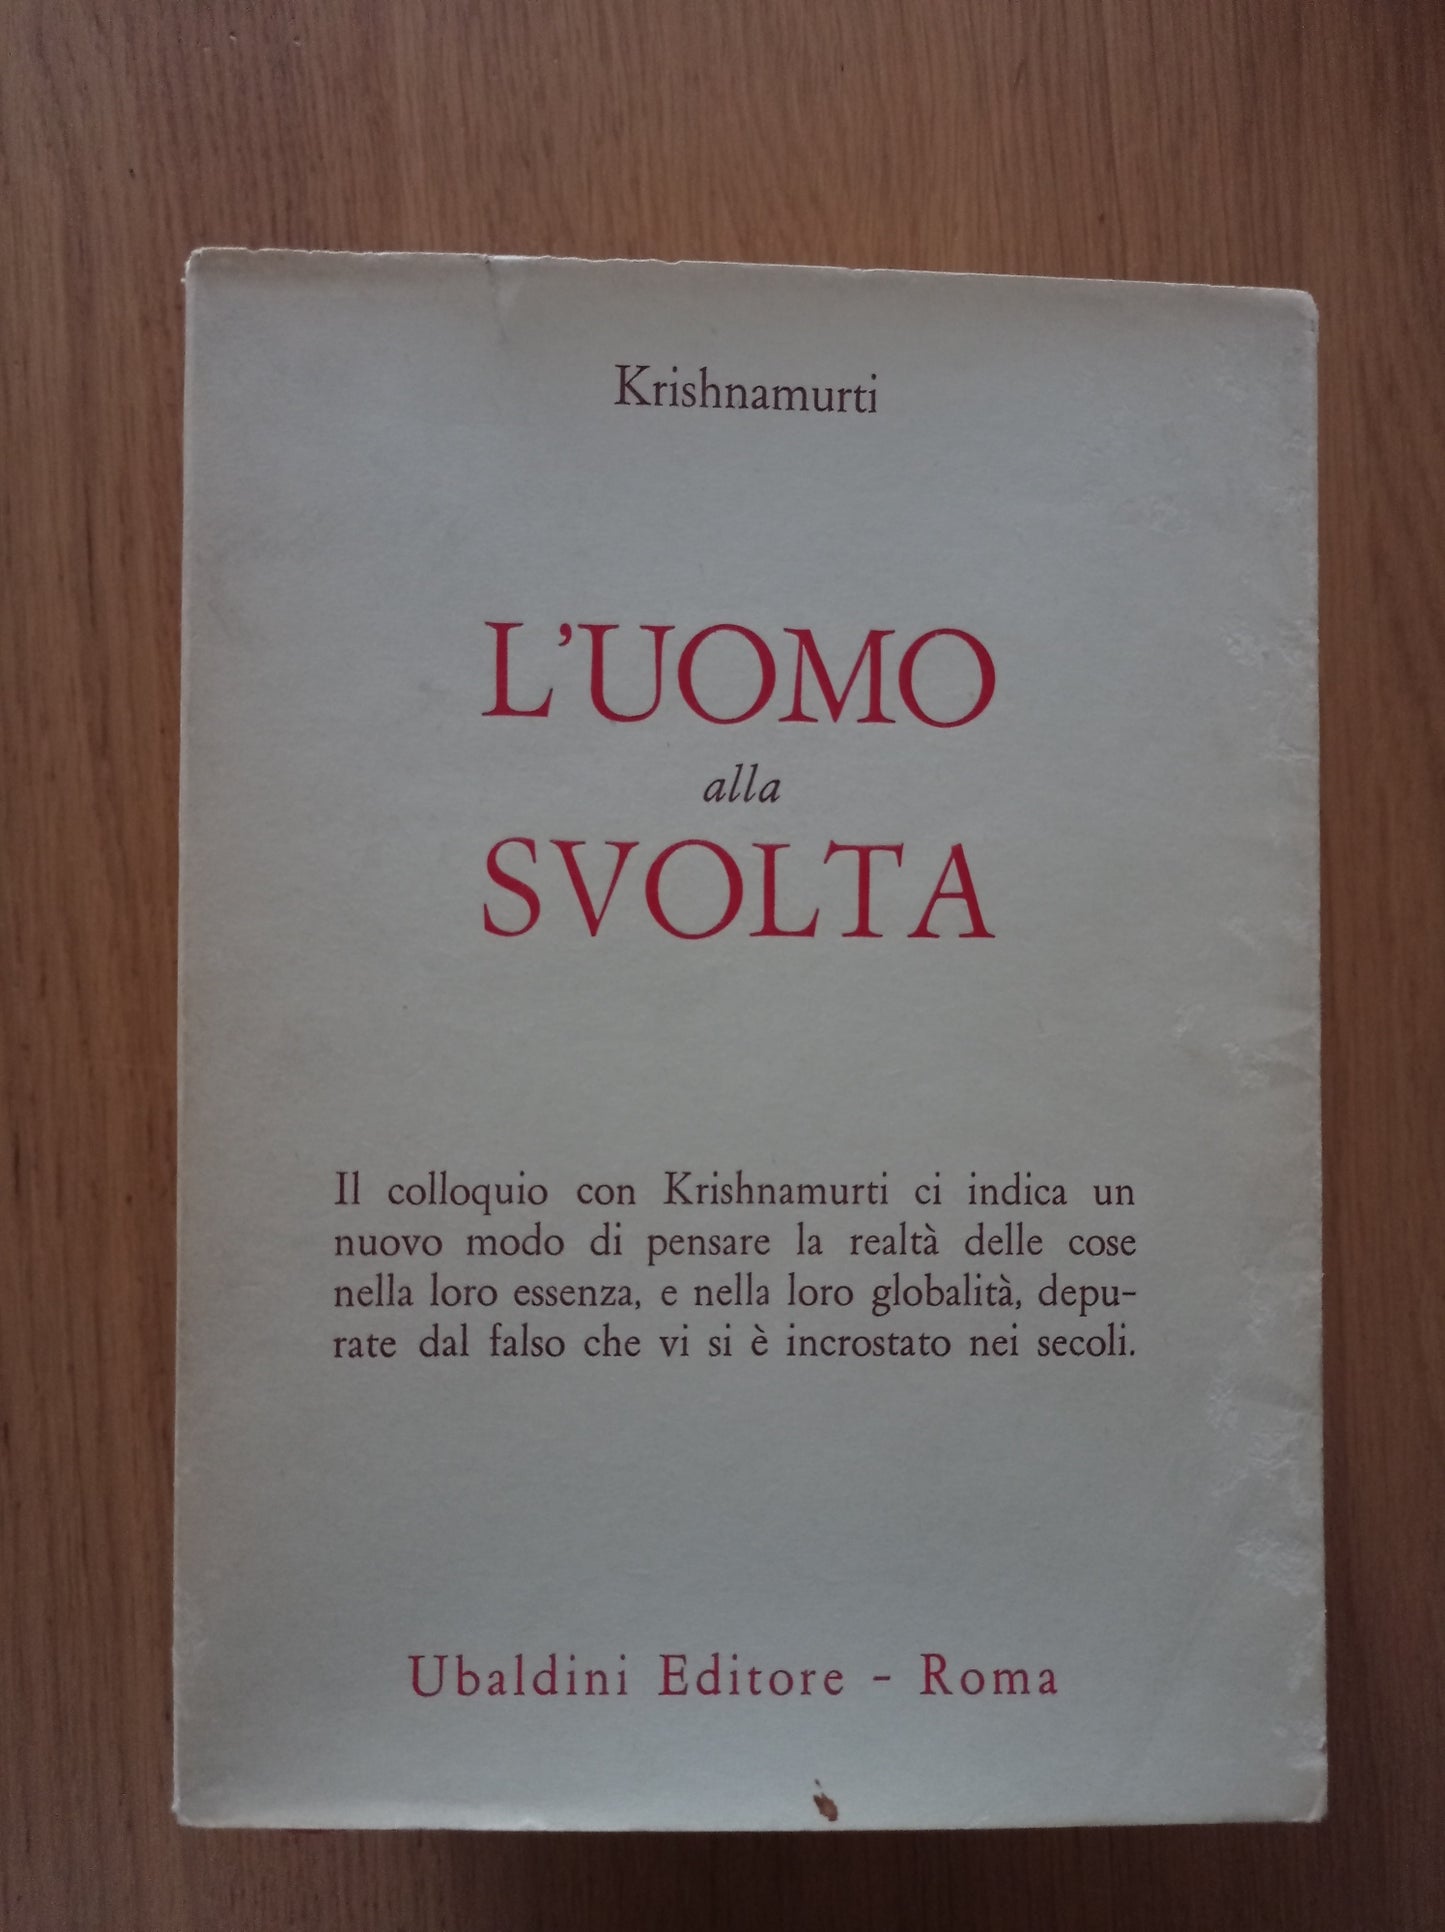 Krishnamurti
L'UOMO
alla
SVOLTA
Il colloquio con Krishnamurti ci indica un
nuovo modo di pensare la realtà delle cose
nella loro essenza, e nella loro globalità, depu-
rate dal falso che vi si è incrostato nei secoli.
Ubaldini Editore - Roma